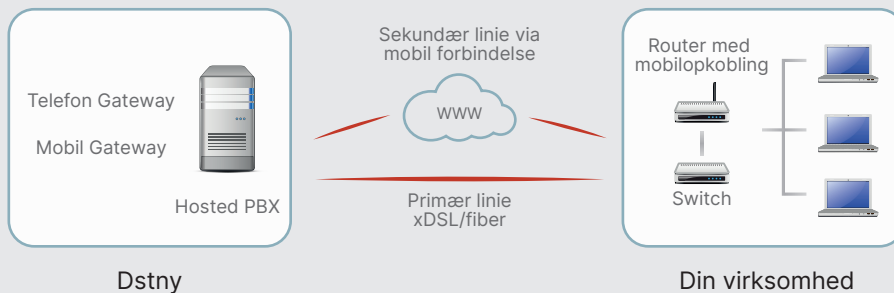 Telefon Gateway
Mobil Gateway
Hosted PBX
Dstny
Sekundær linie via
mobil forbindelse
WWW
Primær linie
xDSL/fiber
Router med
mobilopkobling
Switch
Din virksomhed